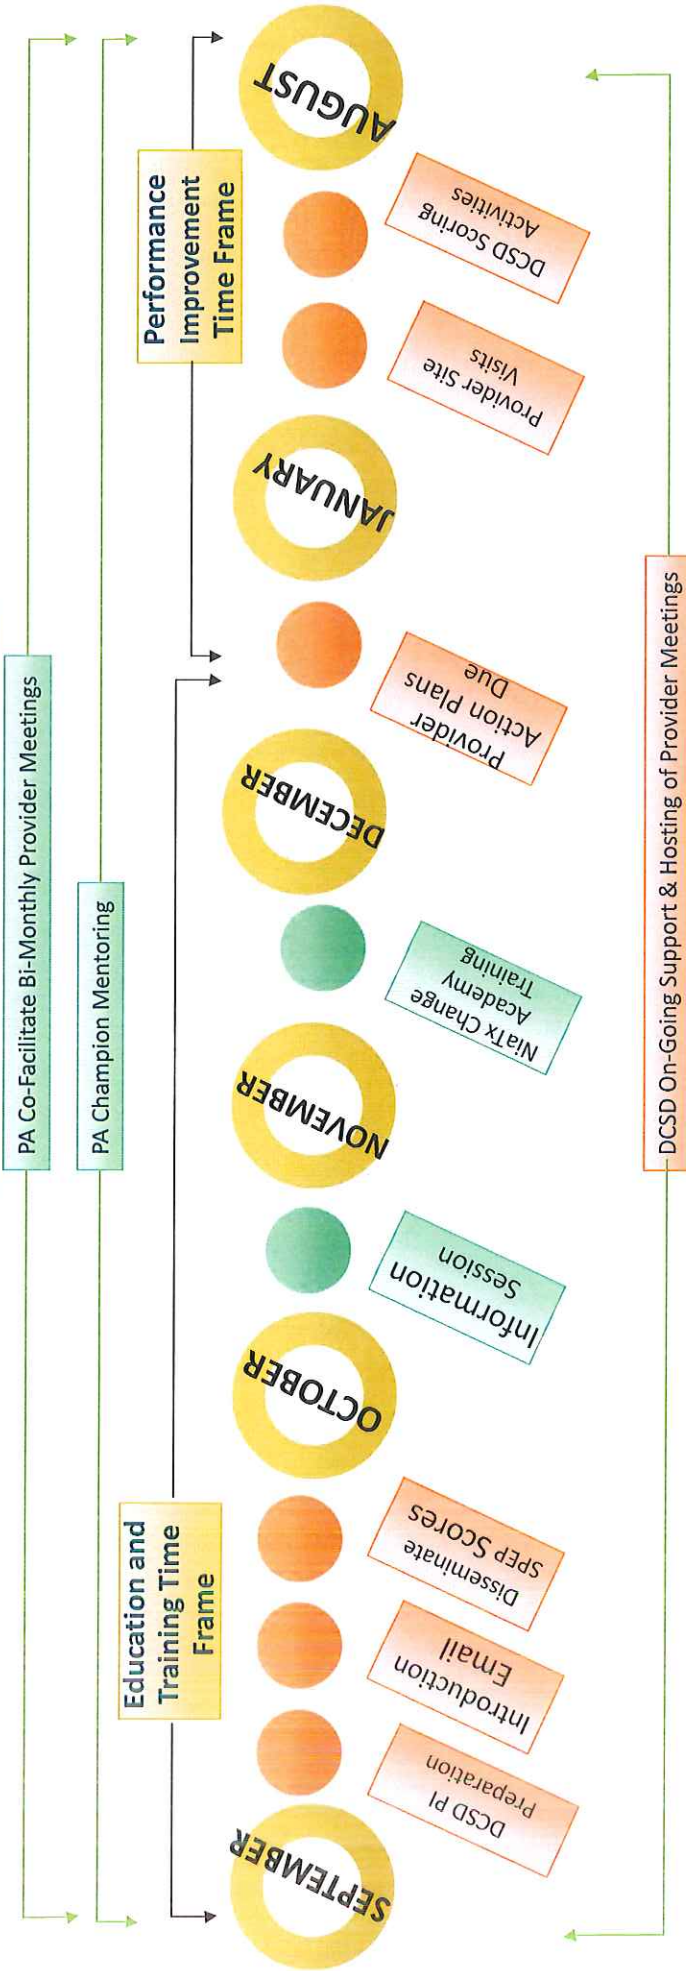 PA Co-Facilitate Bi-Monthly Provider Meetings
PA Champion Mentoring
Performance
Improvement
Time Frame
Education and
Training Time
Frame
AUGUST
DCSD Scoring
Activities
Provider Site
Visits
JANUARY
Provider
Action Plans
Due
DECEMBER
NiaTx Change
Academy
Training
NOVEMBER
Information
Session
OCTOBER
Disseminate
SPEP Scores
Introduction
Email
DCSD PI
Preparation
SEPTEMBER
DCSD On-Going Support & Hosting of Provider Meetings